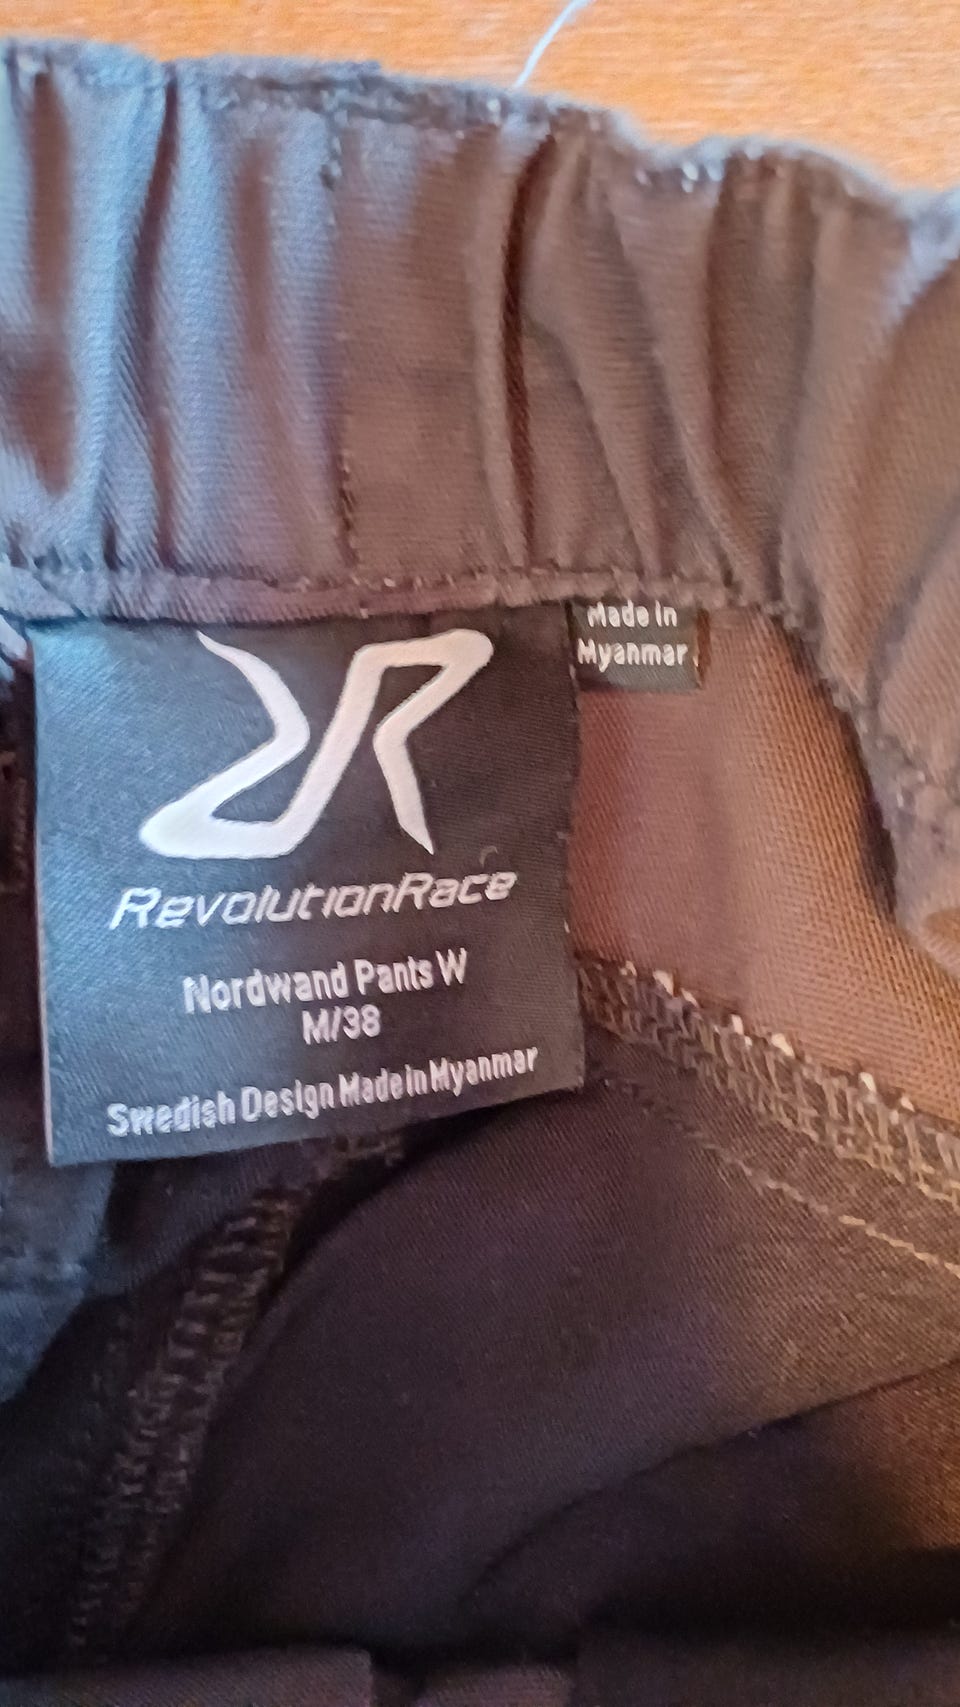 Made in
Myanmar
RevolutionRace
Nordwand Pants W
M/38
Swedish Design Made in Myanmar